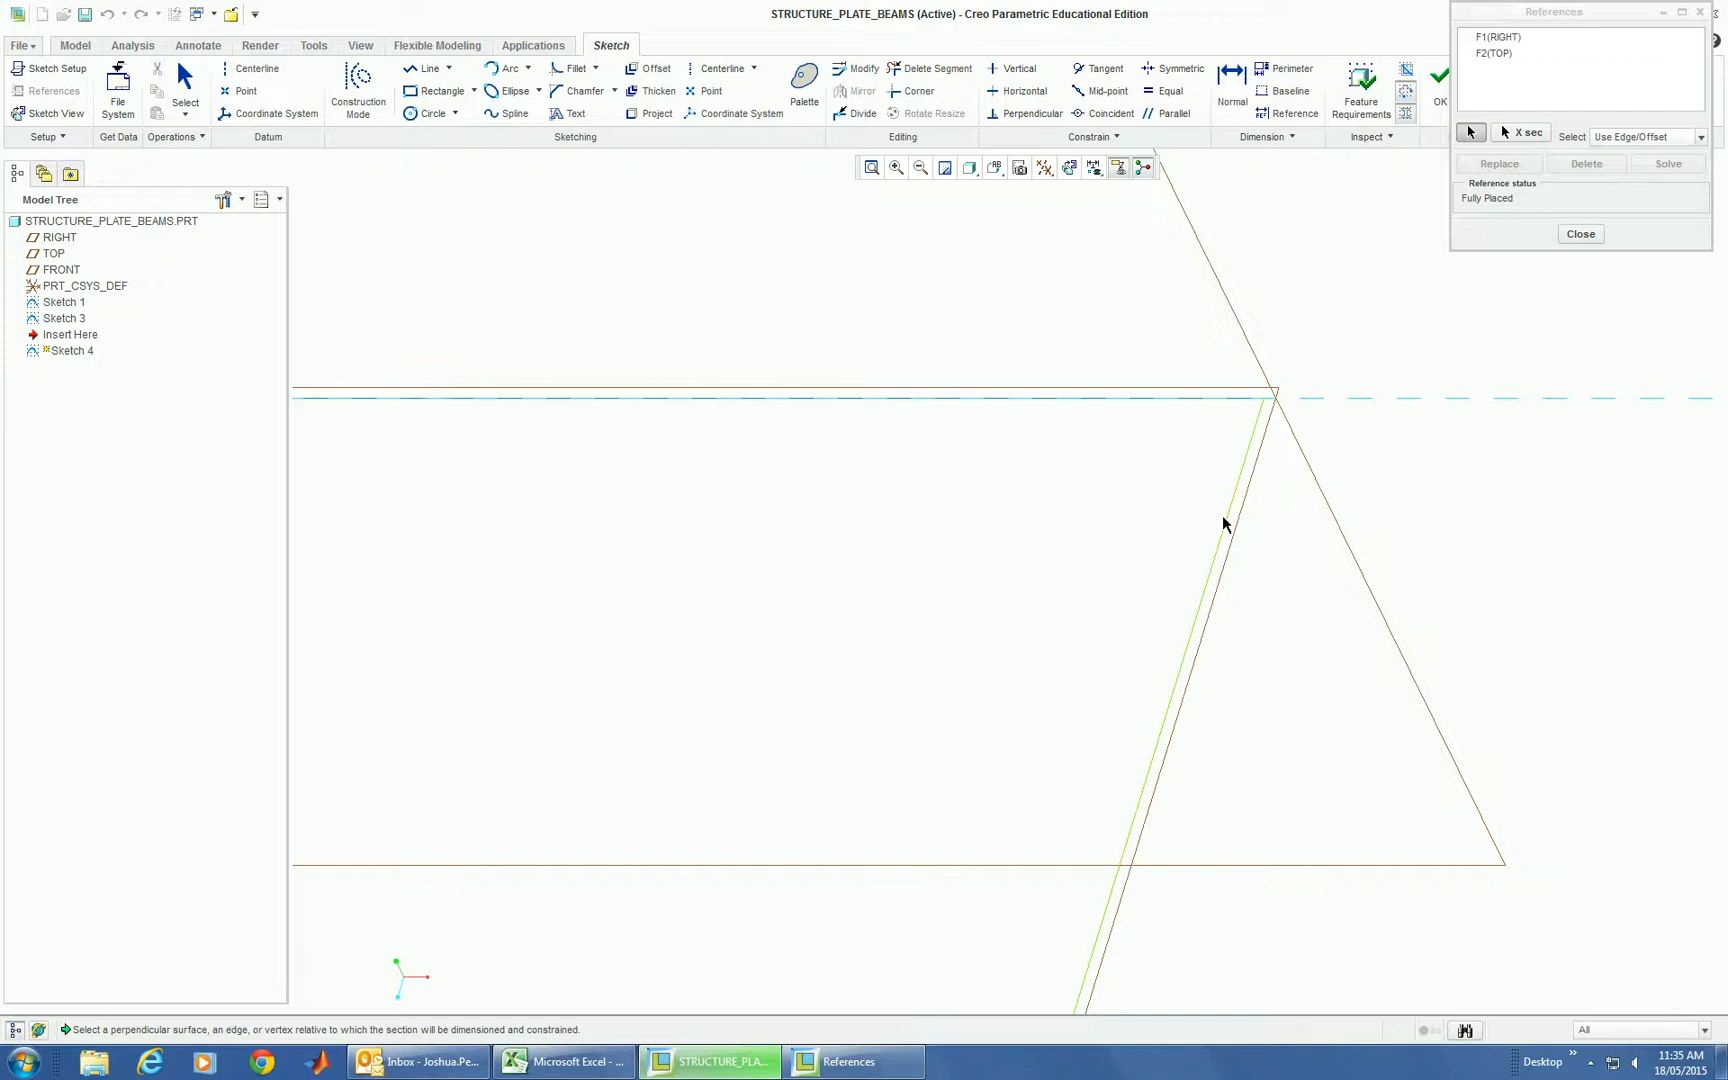 STRUCTURE_PLATE_BEAMS (Active) - Creo Parametric Educational Edition
File Model Analysis Annotate Render Tools View Flexible Modeling Applications Sketch
Sketch Setup
References
Sketch View
Setup
File System
Get Data
Select
Operations
Centerline
Point
Coordinate System
Datum
Construction Mode
Line Arc Fillet Offset Centerline
Rectangle Ellipse Chamfer Thicken Point
Circle Spline Text Project Coordinate System
Palette
Sketching
Modify Delete Segment
Mirror Corner
Divide Rotate Resize
Editing
Vertical Tangent Symmetric
Horizontal Mid-point Equal
Perpendicular Coincident Parallel
Constrain
Normal
Perimeter
Baseline
Reference
Dimension
Feature Requirements
Inspect
OK
References
F1(RIGHT)
F2(TOP)
X sec Select Use Edge/Offset
Replace Delete Solve
Reference status
Fully Placed
Close
Model Tree
STRUCTURE_PLATE_BEAMS.PRT
RIGHT
TOP
FRONT
PRT_CSYS_DEF
Sketch 1
Sketch 3
Insert Here
Sketch 4
Select a perpendicular surface, an edge, or vertex relative to which the section will be dimensioned and constrained.
All
Inbox - Joshua.Pe...
Microsoft Excel - ...
STRUCTURE_PLA...
References
Desktop
11:35 AM
18/05/2015